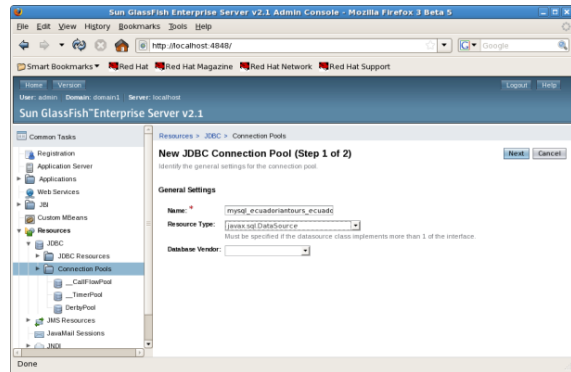 Sun GlassFish Enterprise Server v2.1 Admin Console - Mozilla Firefox 3 Beta 5
File Edit View History Bookmarks Tools Help
http://localhost:4848/
Google
Smart Bookmarks Red Hat Red Hat Magazine Red Hat Network Red Hat Support
Home Version Logout Help
User: admin Domain: domain1 Server: localhost
Sun GlassFish™ Enterprise Server v2.1
Common Tasks
Registration
Application Server
Applications
Web Services
JBI
Custom MBeans
Resources
JDBC
JDBC Resources
Connection Pools
__CallFlowPool
__TimerPool
DerbyPool
JMS Resources
JavaMail Sessions
JNDI
Resources > JDBC > Connection Pools
New JDBC Connection Pool (Step 1 of 2)
Next Cancel
Identify the general settings for the connection pool.
General Settings
Name: * mysql_ecuadoriantours_ecuado
Resource Type: javax.sql.DataSource
Must be specified if the datasource class implements more than 1 of the interface.
Database Vendor:
Done